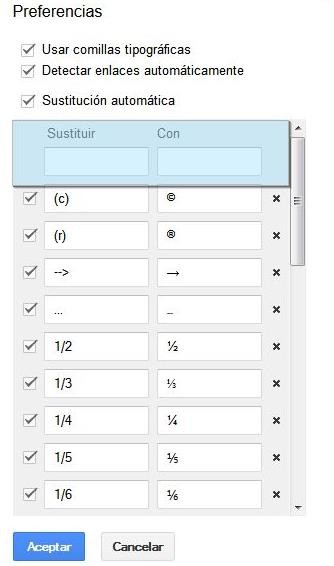 Preferencias
Usar comillas tipográficas
Detectar enlaces automáticamente
Sustitución automática
Sustituir Con
(c) ©
(r) ®
--> →
... …
1/2 ½
1/3 ⅓
1/4 ¼
1/5 ⅕
1/6 ⅙
Aceptar Cancelar